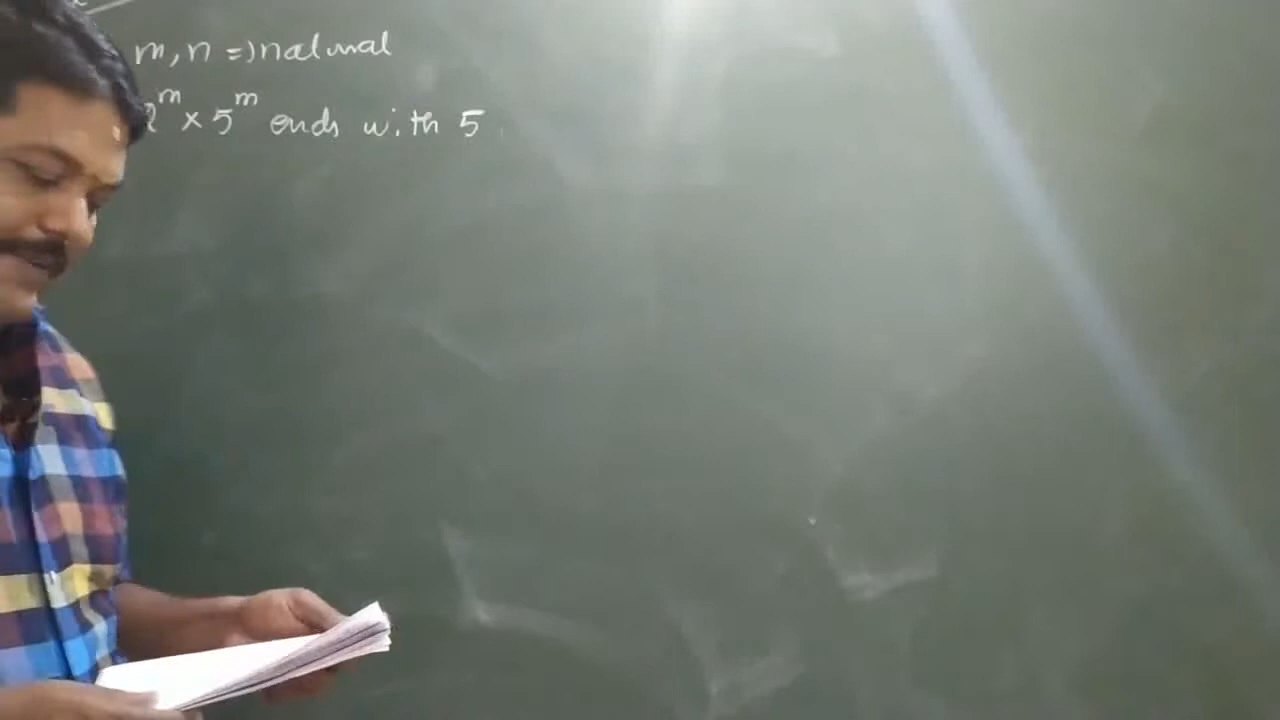 m, n ⇒ natural
2^m × 5^m ends with 5